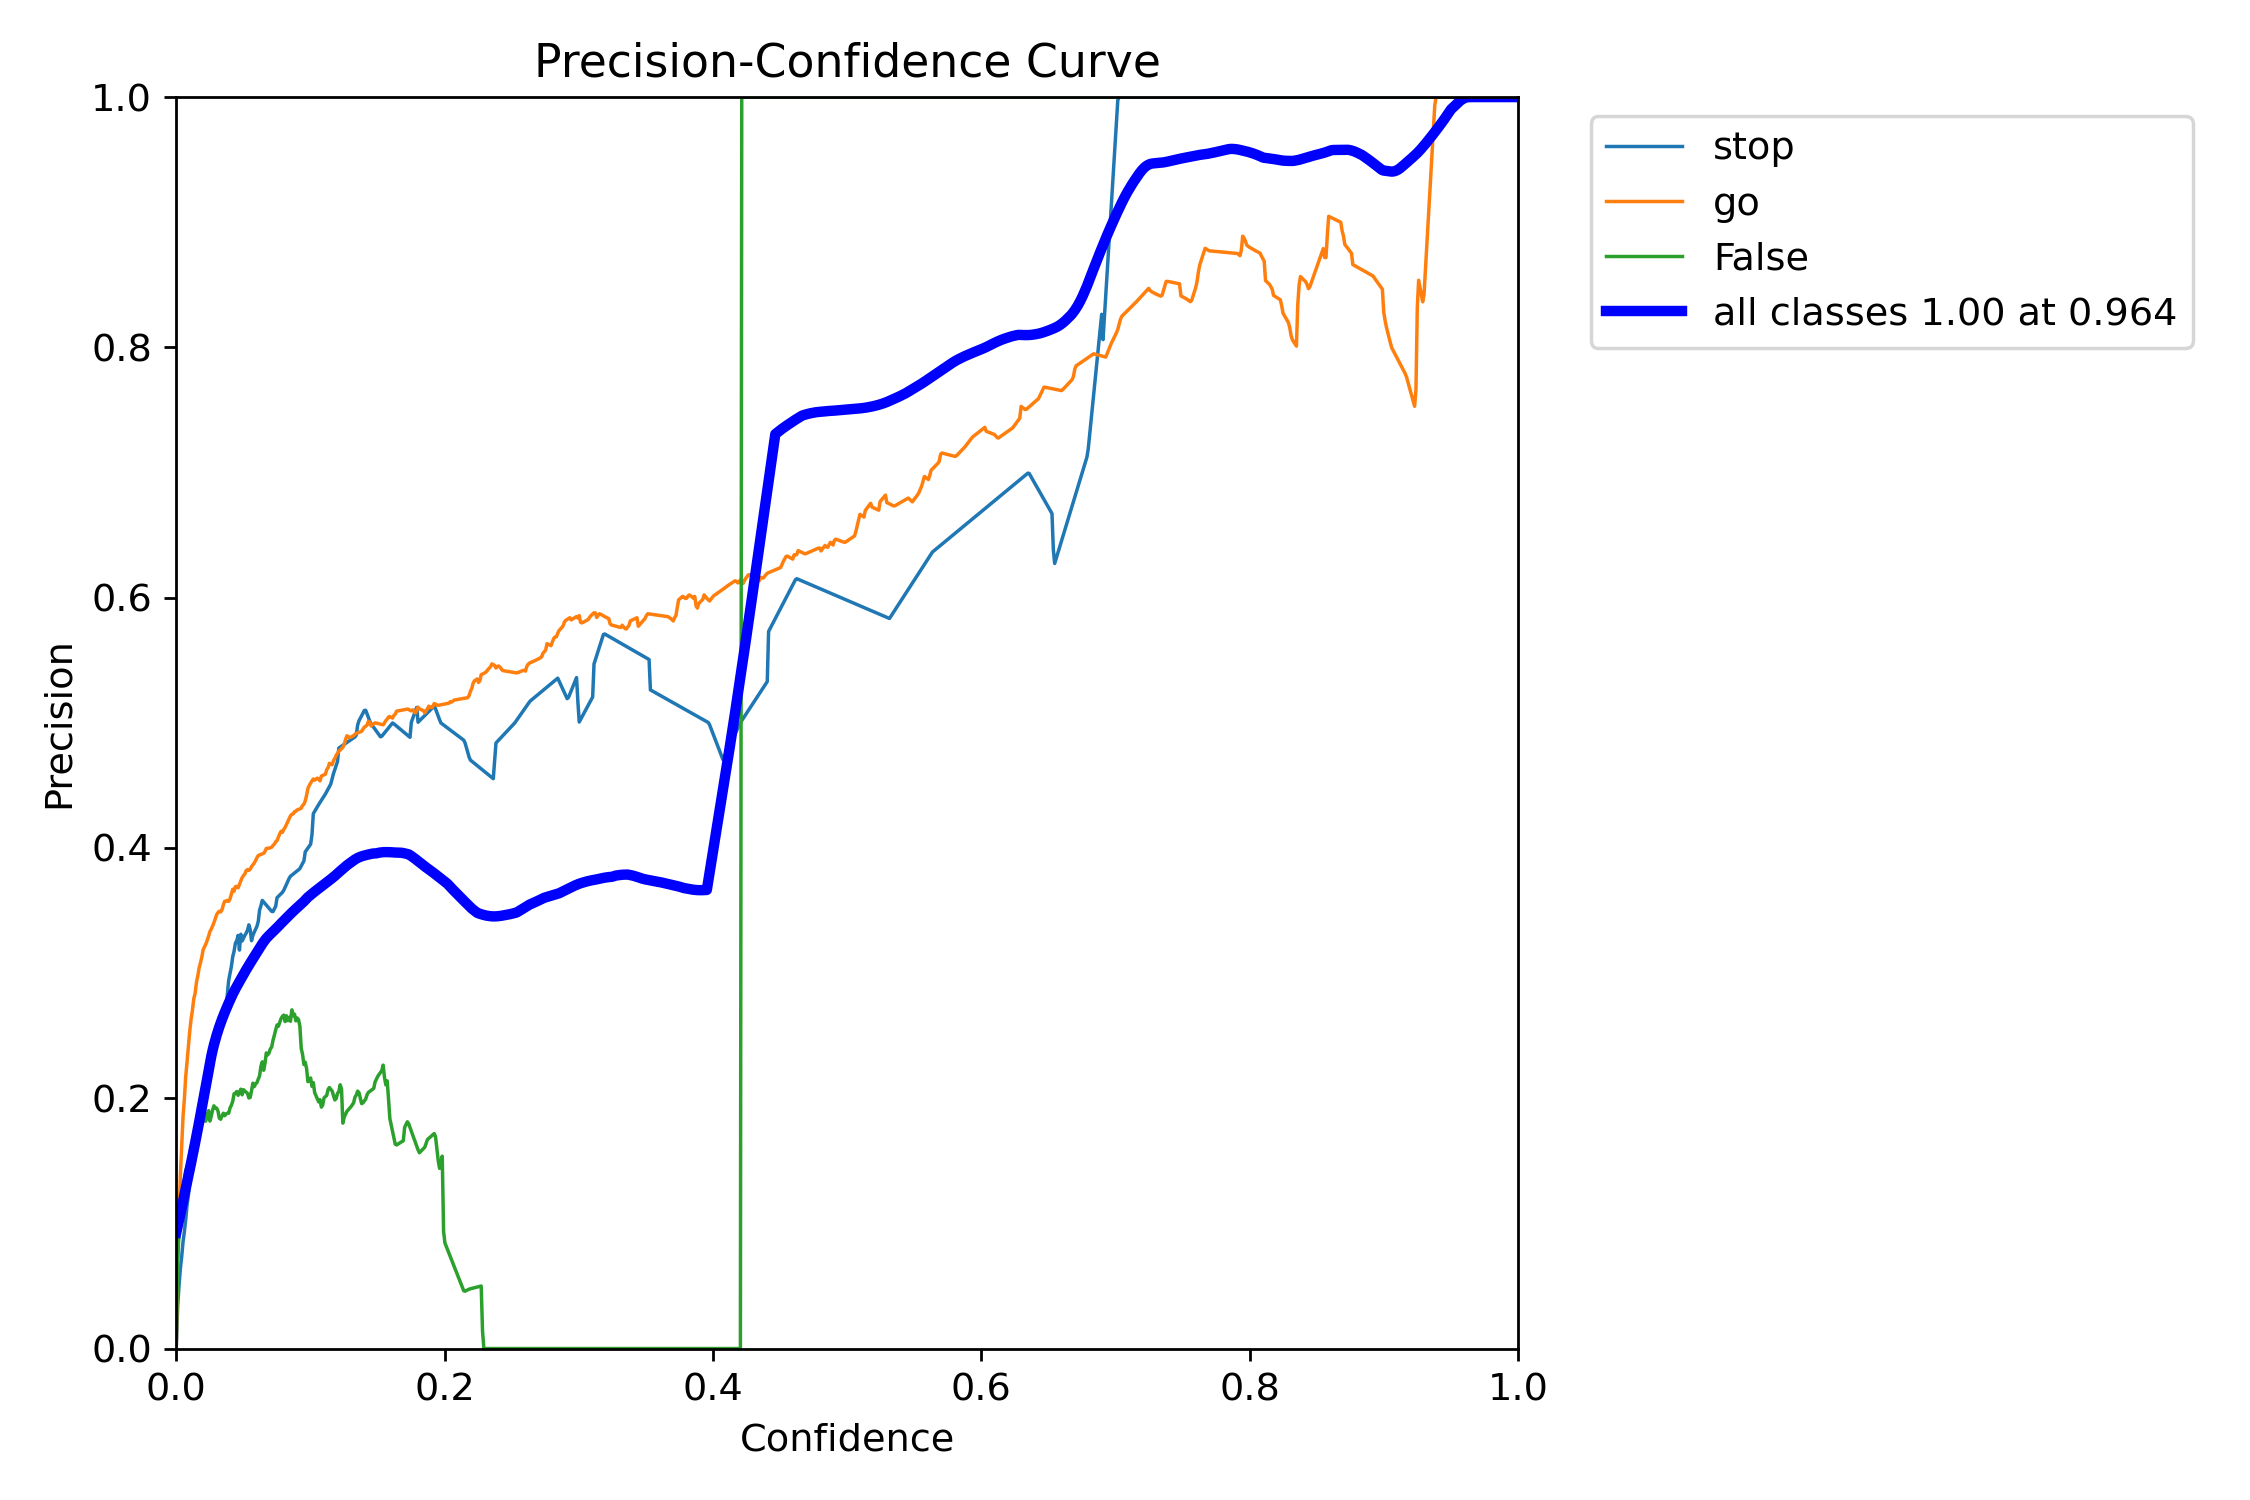 Precision-Confidence Curve
1.0
0.8
0.6
0.4
0.2
0.0
Precision
0.0 0.2 0.4 0.6 0.8 1.0
Confidence
stop
go
False
all classes 1.00 at 0.964